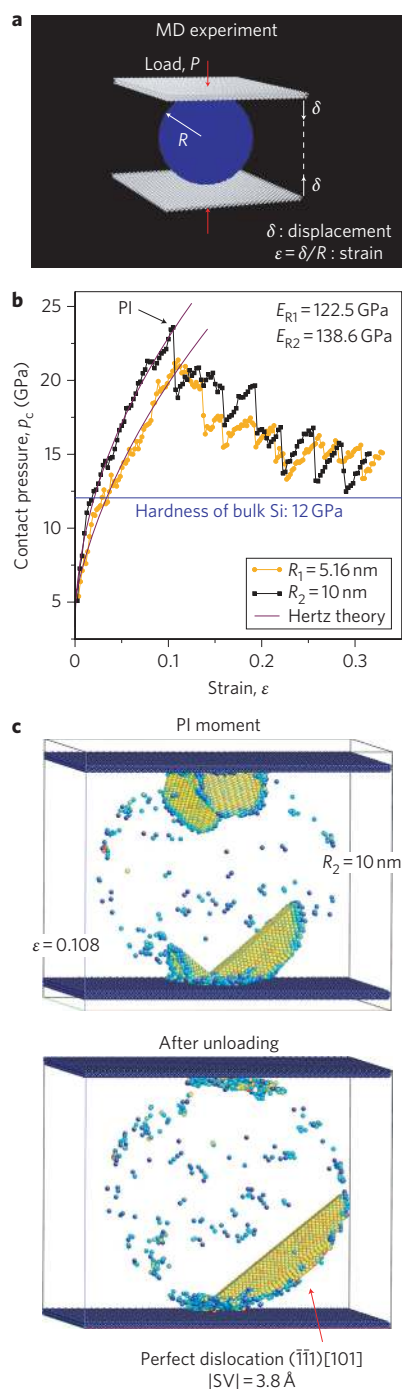 a
MD experiment
Load, P
R
δ
δ
δ : displacement
ε = δ/R : strain
b
25
20
15
10
5
0
0.1
0.2
0.3
Contact pressure, p_c (GPa)
Strain, ε
PI
E_R1 = 122.5 GPa
E_R2 = 138.6 GPa
Hardness of bulk Si: 12 GPa
R₁ = 5.16 nm
R₂ = 10 nm
Hertz theory
c
PI moment
R₂ = 10 nm
ε = 0.108
After unloading
Perfect dislocation (1̄1̄1)[101]
|SV| = 3.8 Å